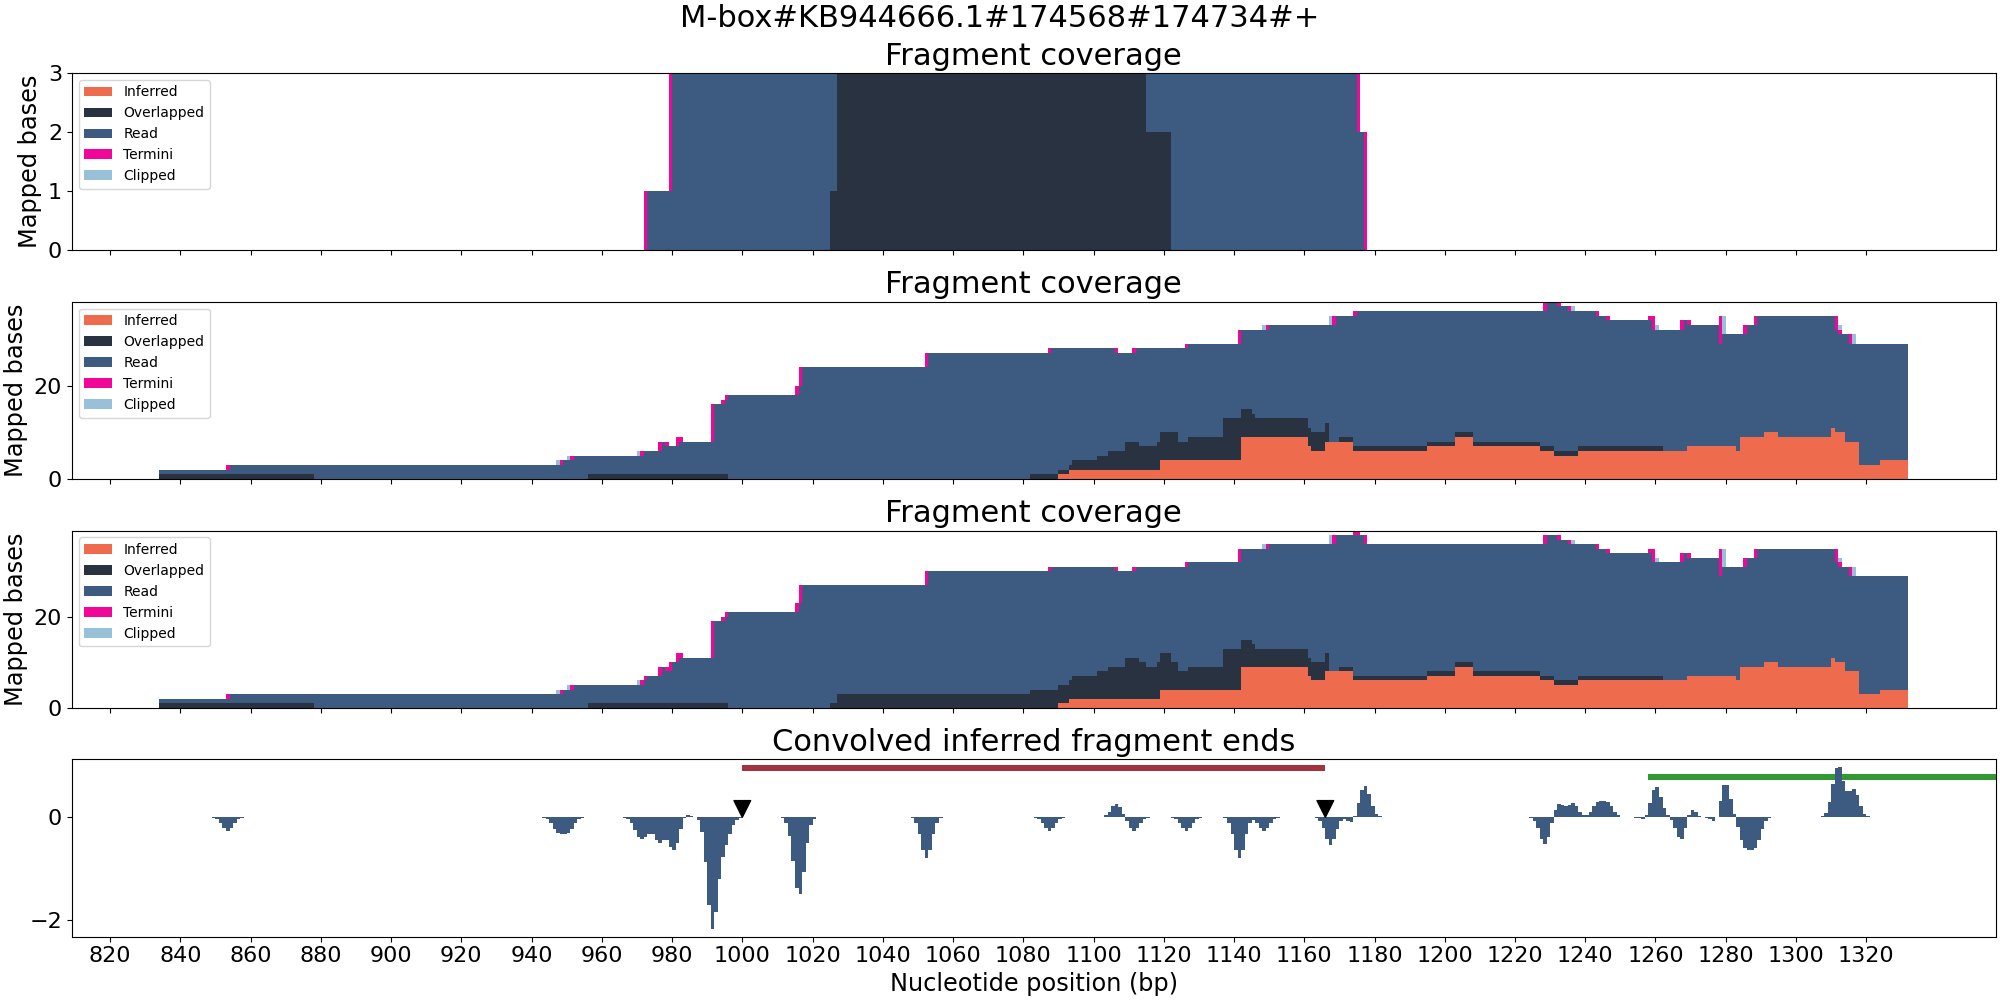 M-box#KB944666.1#174568#174734#+
Fragment coverage
Mapped bases
3
2
1
0
Inferred
Overlapped
Read
Termini
Clipped
Fragment coverage
Mapped bases
20
0
Inferred
Overlapped
Read
Termini
Clipped
Fragment coverage
Mapped bases
20
0
Inferred
Overlapped
Read
Termini
Clipped
Convolved inferred fragment ends
0
−2
820 840 860 880 900 920 940 960 980 1000 1020 1040 1060 1080 1100 1120 1140 1160 1180 1200 1220 1240 1260 1280 1300 1320
Nucleotide position (bp)